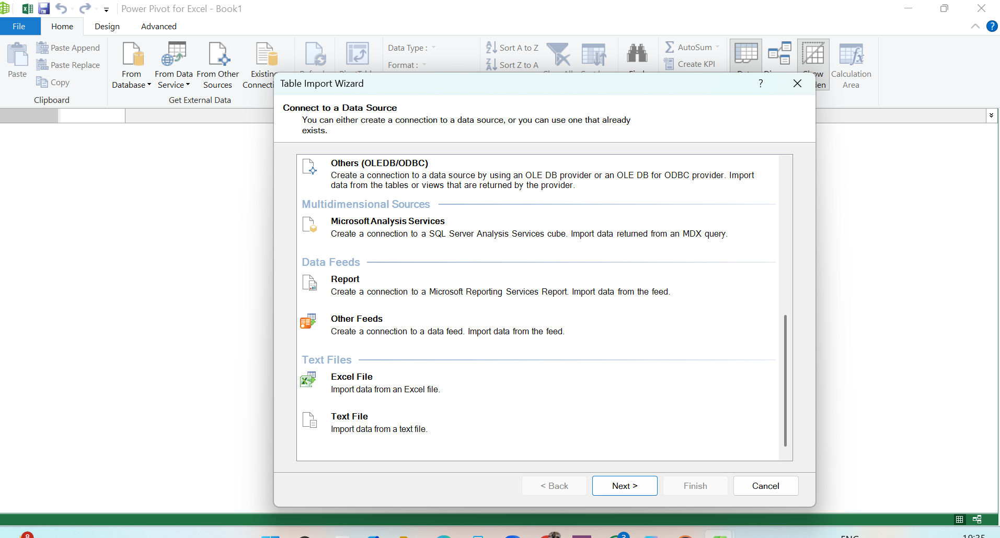 Power Pivot for Excel - Book1
File Home Design Advanced
?
Paste
Paste Append
Paste Replace
Copy
Clipboard
From Database
From Data Service
From Other Sources
Get External Data
Data Type :
Format :
Sort A to Z
Sort Z to A
AutoSum
Create KPI
Calculation Area
Table Import Wizard
?
Connect to a Data Source
You can either create a connection to a data source, or you can use one that already
exists.
Others (OLEDB/ODBC)
Create a connection to a data source by using an OLE DB provider or an OLE DB for ODBC provider. Import
data from the tables or views that are returned by the provider.
Multidimensional Sources
Microsoft Analysis Services
Create a connection to a SQL Server Analysis Services cube. Import data returned from an MDX query.
Data Feeds
Report
Create a connection to a Microsoft Reporting Services Report. Import data from the feed.
Other Feeds
Create a connection to a data feed. Import data from the feed.
Text Files
Excel File
Import data from an Excel file.
Text File
Import data from a text file.
< Back Next > Finish Cancel
8
3